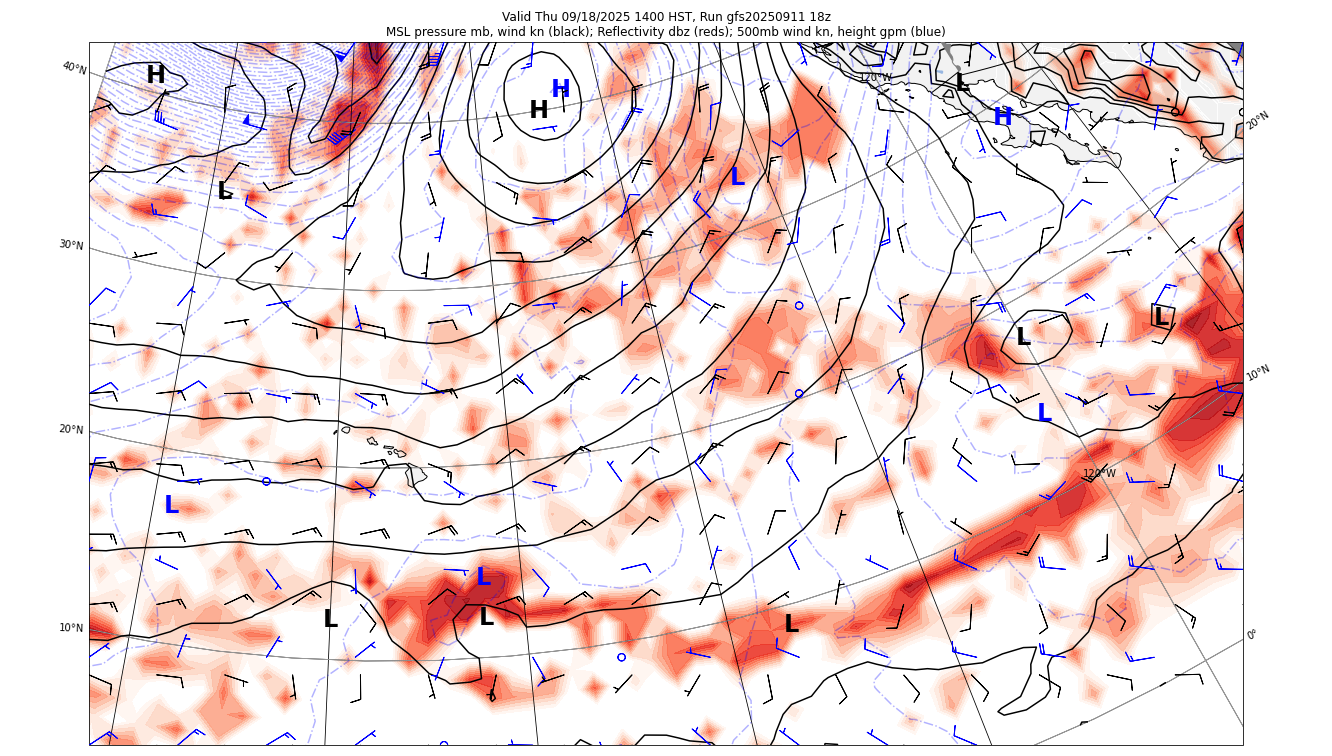 Valid Thu 09/18/2025 1400 HST, Run gfs20250911 18z
MSL pressure mb, wind kn (black); Reflectivity dbz (reds); 500mb wind kn, height gpm (blue)
40°N
H
H
H
120°W
L
H
20°N
L
L
30°N
L
L
10°N
L
20°N
120°W
L
L
L
L
L
10°N
0°